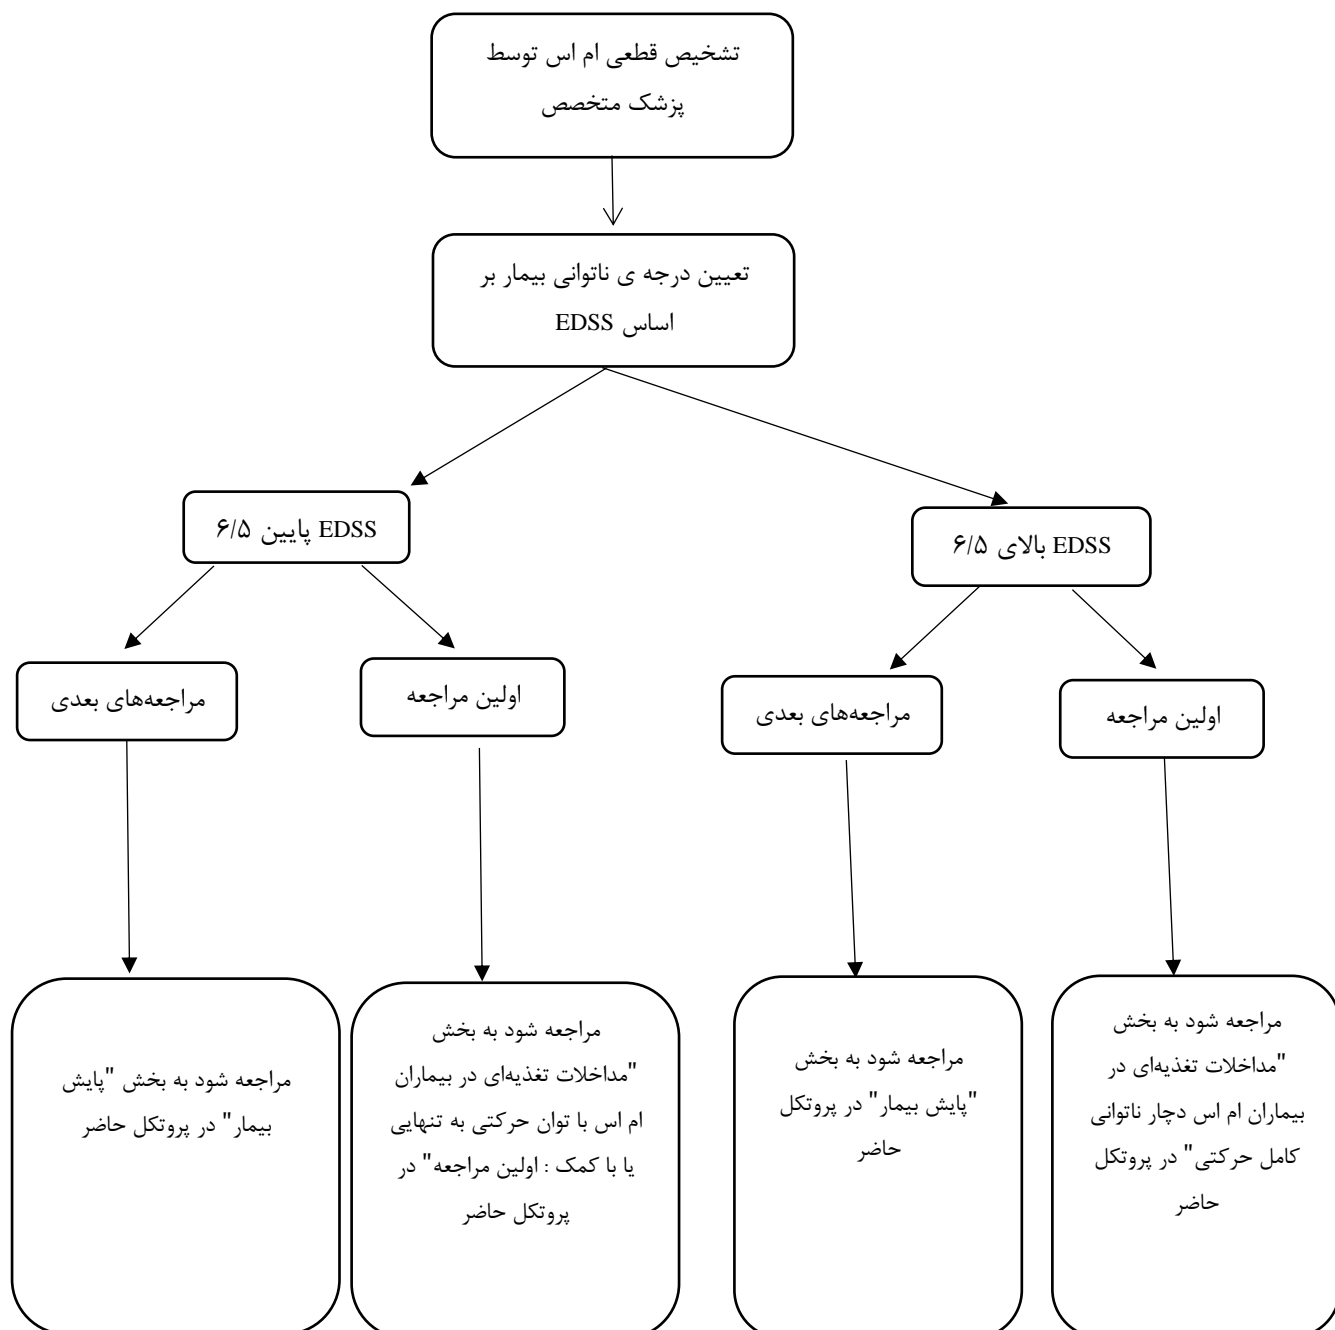 تشخیص قطعی ام اس توسط
پزشک متخصص
تعیین درجه ی ناتوانی بیمار بر
اساس EDSS
EDSS بالای ۶/۵
EDSS پایین ۶/۵
اولین مراجعه
مراجعه‌های بعدی
اولین مراجعه
مراجعه‌های بعدی
مراجعه شود به بخش
"مداخلات تغذیه‌ای در
بیماران ام اس دچار ناتوانی
کامل حرکتی" در پروتکل
حاضر
مراجعه شود به بخش
"پایش بیمار" در پروتکل
حاضر
مراجعه شود به بخش
"مداخلات تغذیه‌ای در بیماران
ام اس با توان حرکتی به تنهایی
یا با کمک : اولین مراجعه" در
پروتکل حاضر
مراجعه شود به بخش "پایش
بیمار" در پروتکل حاضر